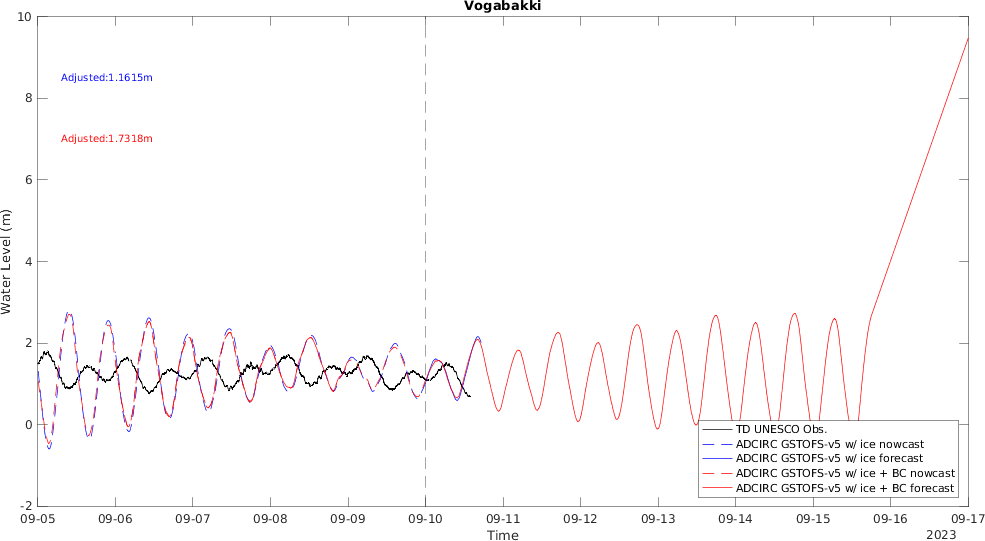 Vogabakki
10
8
6
4
2
0
-2
Water Level (m)
Adjusted:1.1615m
Adjusted:1.7318m
TD UNESCO Obs.
ADCIRC GSTOFS-v5 w/ ice nowcast
ADCIRC GSTOFS-v5 w/ ice forecast
ADCIRC GSTOFS-v5 w/ ice + BC nowcast
ADCIRC GSTOFS-v5 w/ ice + BC forecast
09-05 09-06 09-07 09-08 09-09 09-10 09-11 09-12 09-13 09-14 09-15 09-16 09-17
Time
2023